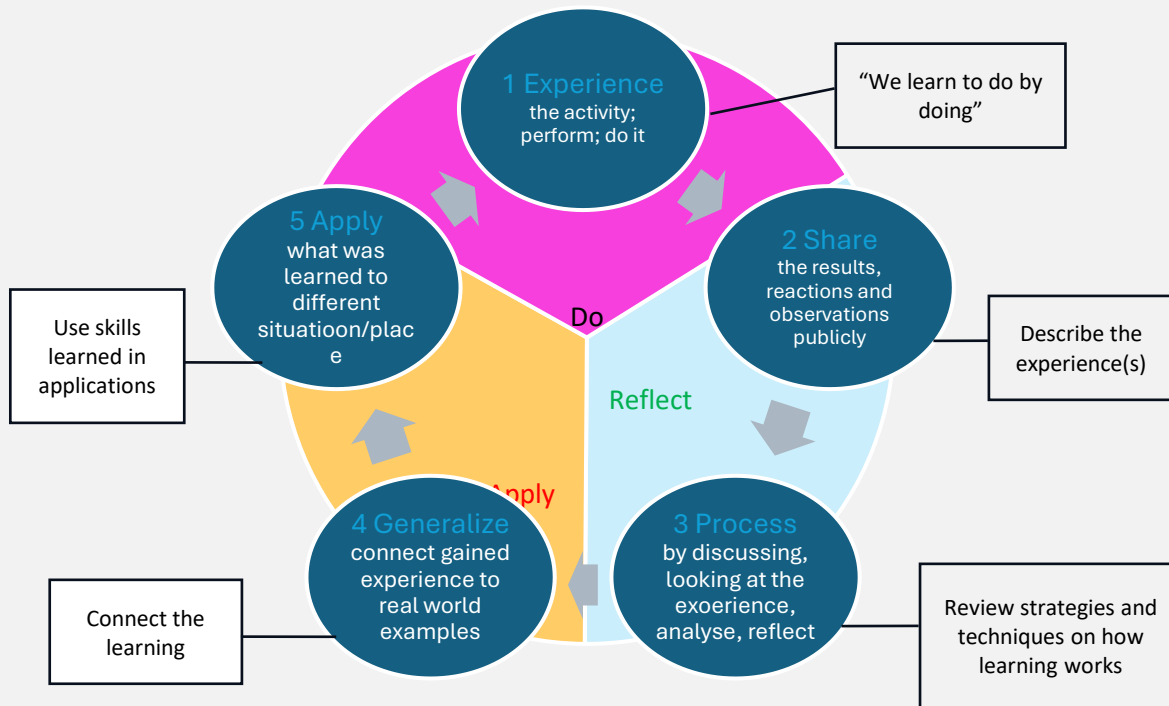 1 Experience
the activity;
perform; do it
“We learn to do by
doing”
2 Share
the results,
reactions and
observations
publicly
Describe the
experience(s)
3 Process
by discussing,
looking at the
exoerience,
analyse, reflect
Review strategies and
techniques on how
learning works
4 Generalize
connect gained
experience to
real world
examples
Connect the
learning
5 Apply
what was
learned to
different
situatioon/plac
e
Use skills
learned in
applications
Do
Reflect
Apply